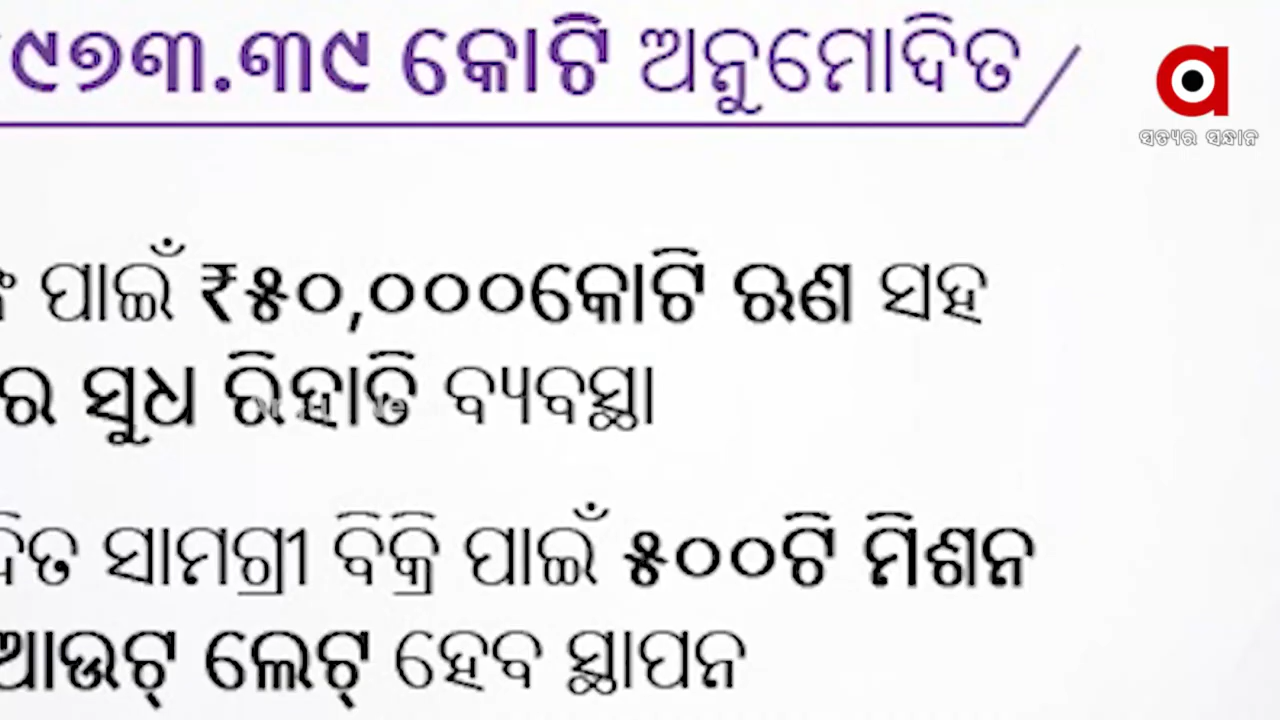 ୯୭୩.୩୯ କୋଟି ଅନୁମୋଦିତ
ସତ୍ୟର ସନ୍ଧାନ
ପାଇଁ ₹୫୦,୦୦୦କୋଟି ଋଣ ସହ
ର ସୁଧ ରିହାତି ବ୍ୟବସ୍ଥା
ଦିତ ସାମଗ୍ରୀ ବିକ୍ରି ପାଇଁ ୫୦୦ଟି ମିଶନ
ଆଉଟ୍ ଲେଟ୍ ହେବ ସ୍ଥାପନ